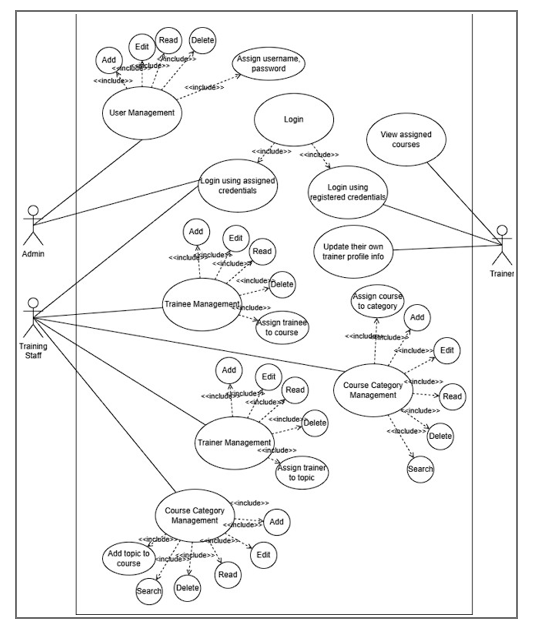 Add
Edit
Read
Delete
<<include>>
<<include>>
<<include>>
<<include>>
Assign username,
password
<<include>>
User Management
Login
<<include>>
<<include>>
View assigned
courses
Login using assigned
credentials
Login using
registered credentials
Admin
Trainer
Update their own
trainer profile info
Add
Edit
Read
Delete
<<include>>
<<include>>
<<include>>
<<include>>
<<include>>
Trainee Management
Assign trainee
to course
Training
Staff
Assign course
to category
Add
Edit
Read
Delete
Search
<<include>>
<<include>>
<<include>>
<<include>>
<<include>>
<<include>>
Course Category
Management
Add
Edit
Read
Delete
<<include>>
<<include>>
<<include>>
<<include>>
<<include>>
Trainer Management
Assign trainer
to topic
Course Category
Management
<<include>>
<<include>>
<<include>>
<<include>>
<<include>>
<<include>>
Add
Edit
Read
Delete
Search
Add topic to
course